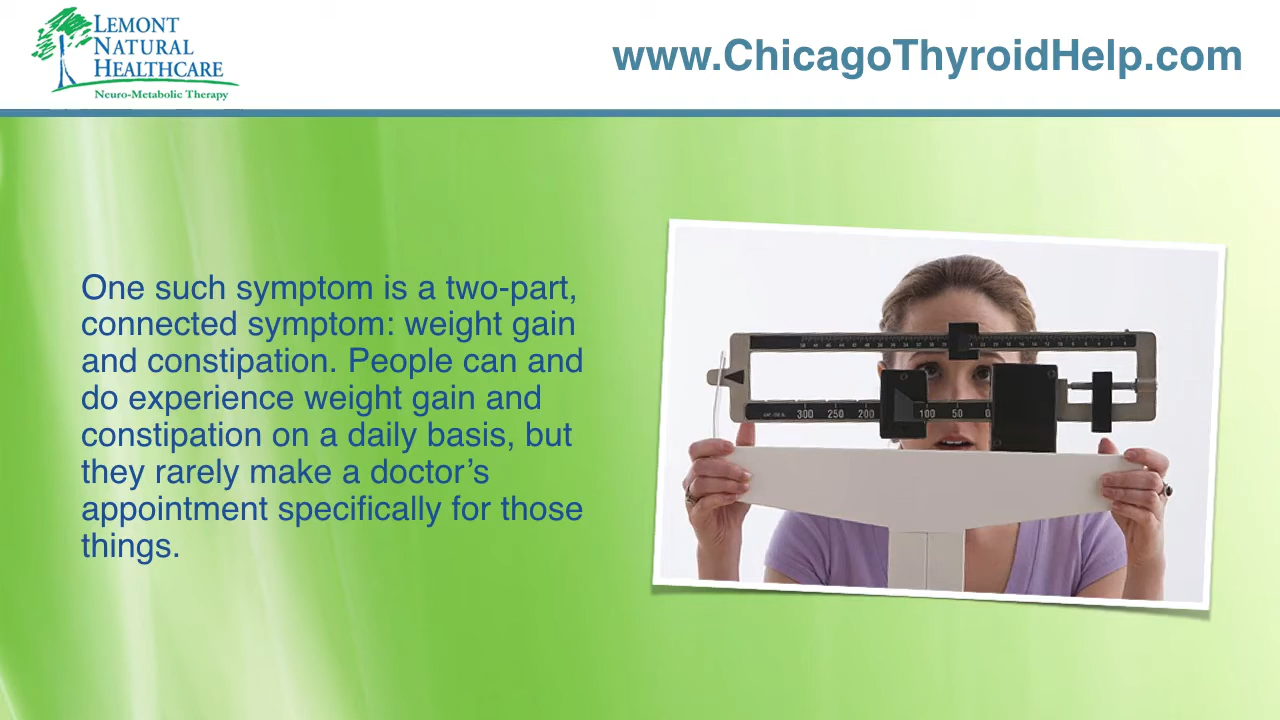 LEMONT
NATURAL
HEALTHCARE
Neuro-Metabolic Therapy
www.ChicagoThyroidHelp.com
One such symptom is a two-part,
connected symptom: weight gain
and constipation. People can and
do experience weight gain and
constipation on a daily basis, but
they rarely make a doctor’s
appointment specifically for those
things.
300 250 200 100 50 0